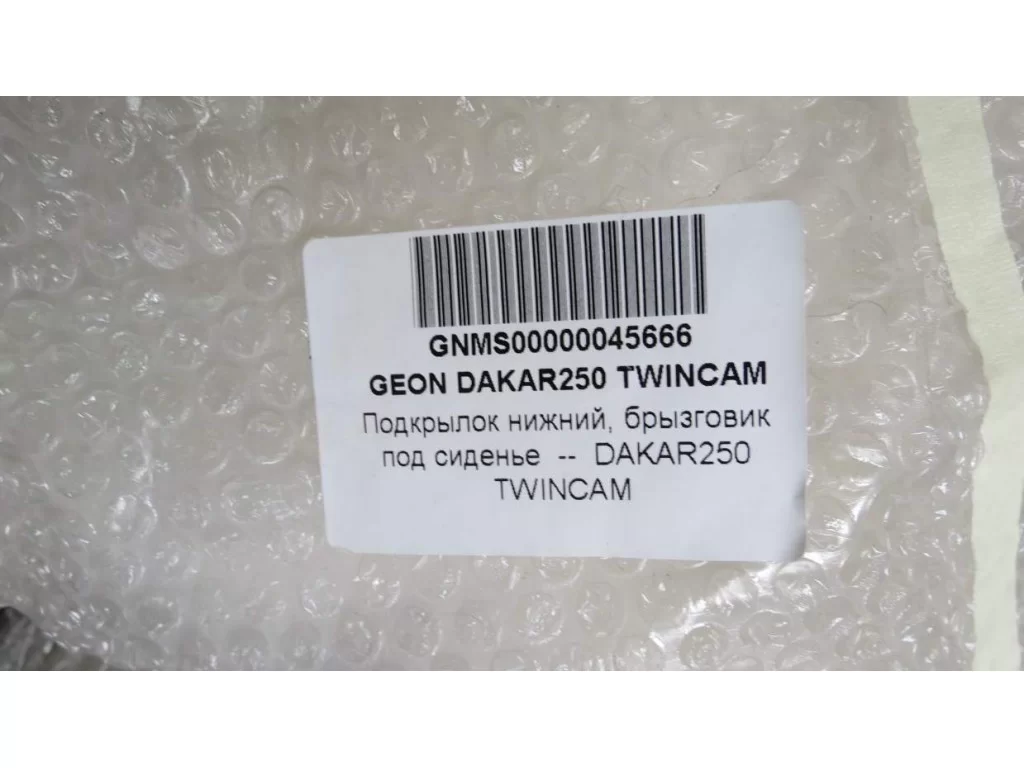 GNMS00000045666
GEON DAKAR250 TWINCAM
Подкрылок нижний, брызговик
под сиденье -- DAKAR250
TWINCAM